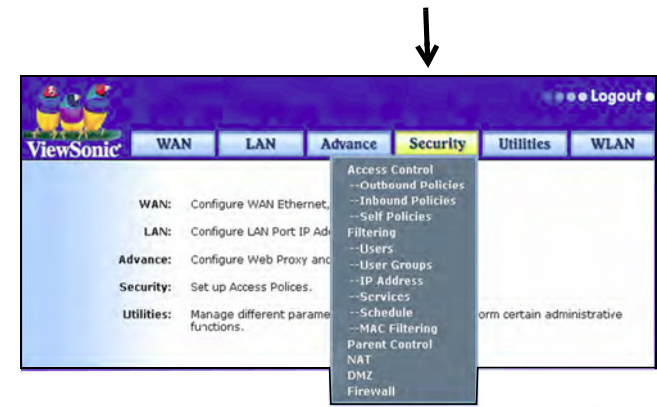 Logout
ViewSonic WAN LAN Advance Security Utilities WLAN
Access Control
--Outbound Policies
--Inbound Policies
--Self Policies
Filtering
--Users
--User Groups
--IP Address
--Services
--Schedule
--MAC Filtering
Parent Control
NAT
DMZ
Firewall
WAN: Configure WAN Ethernet,
LAN: Configure LAN Port IP
Advance: Configure Web Proxy and
Security: Set up Access Polices.
Utilities: Manage different orm certain administrative
functions.